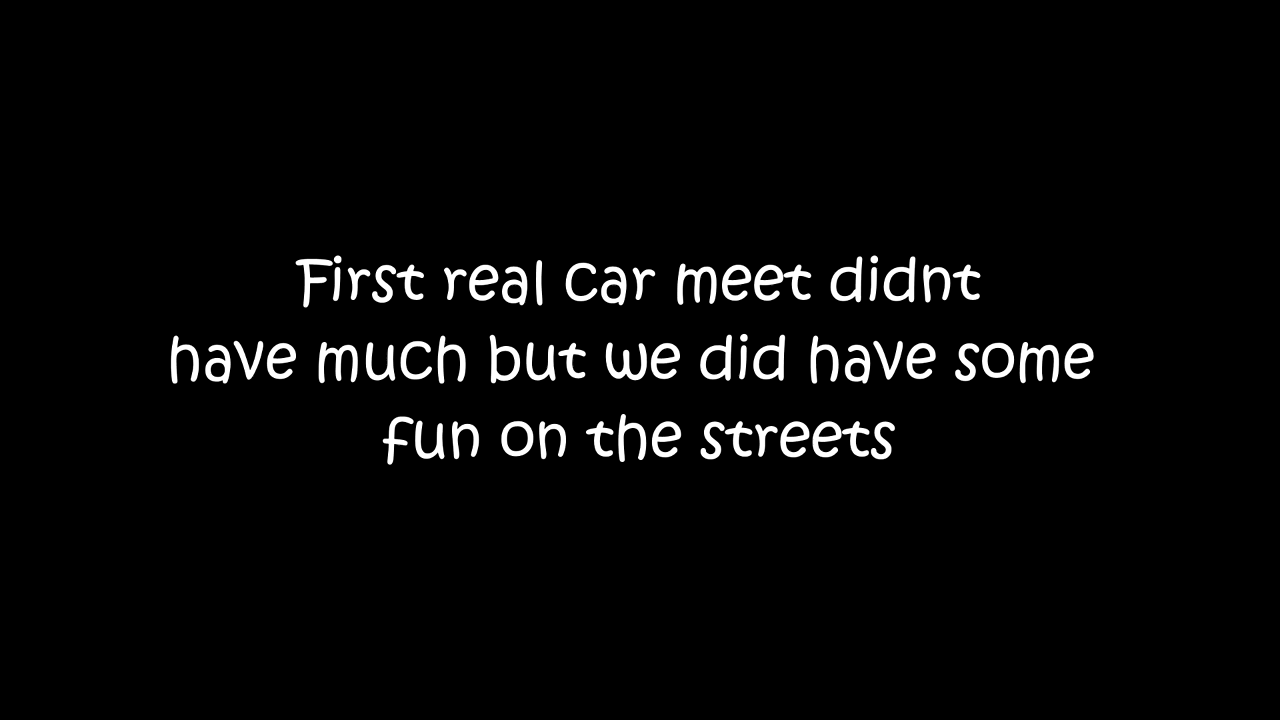 First real car meet didnt
have much but we did have some
fun on the streets